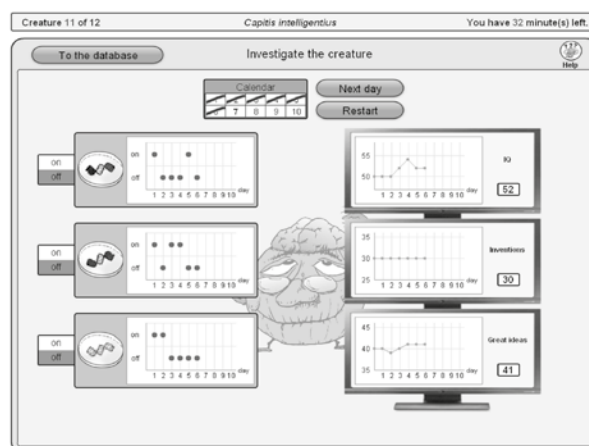 Creature 11 of 12
Capitis intelligentius
You have 32 minute(s) left.
To the database
Investigate the creature
Help
Calendar
7 8 9 10
Next day
Restart
on
off
on
off
1 2 3 4 5 6 7 8 9 10
day
55
50
1 2 3 4 5 6 7 8 9 10
day
IQ
52
on
off
on
off
1 2 3 4 5 6 7 8 9 10
day
35
30
25
1 2 3 4 5 6 7 8 9 10
day
Inventions
30
on
off
on
off
1 2 3 4 5 6 7 8 9 10
day
45
40
35
1 2 3 4 5 6 7 8 9 10
day
Great ideas
41